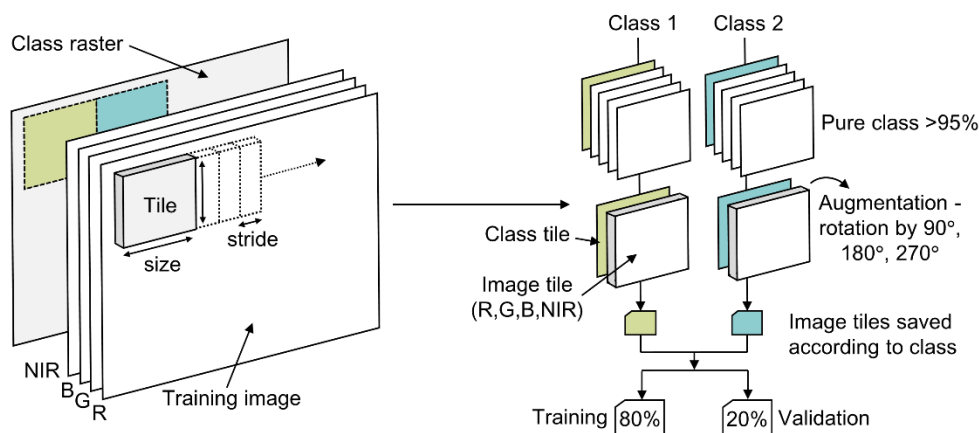 Class raster
Tile
stride
size
NIR
B
G
R
Training image
Class 1
Class 2
Pure class >95%
Class tile
Augmentation -
rotation by 90°,
180°, 270°
Image tile
(R,G,B,NIR)
Image tiles saved
according to class
Training
80%
20%
Validation